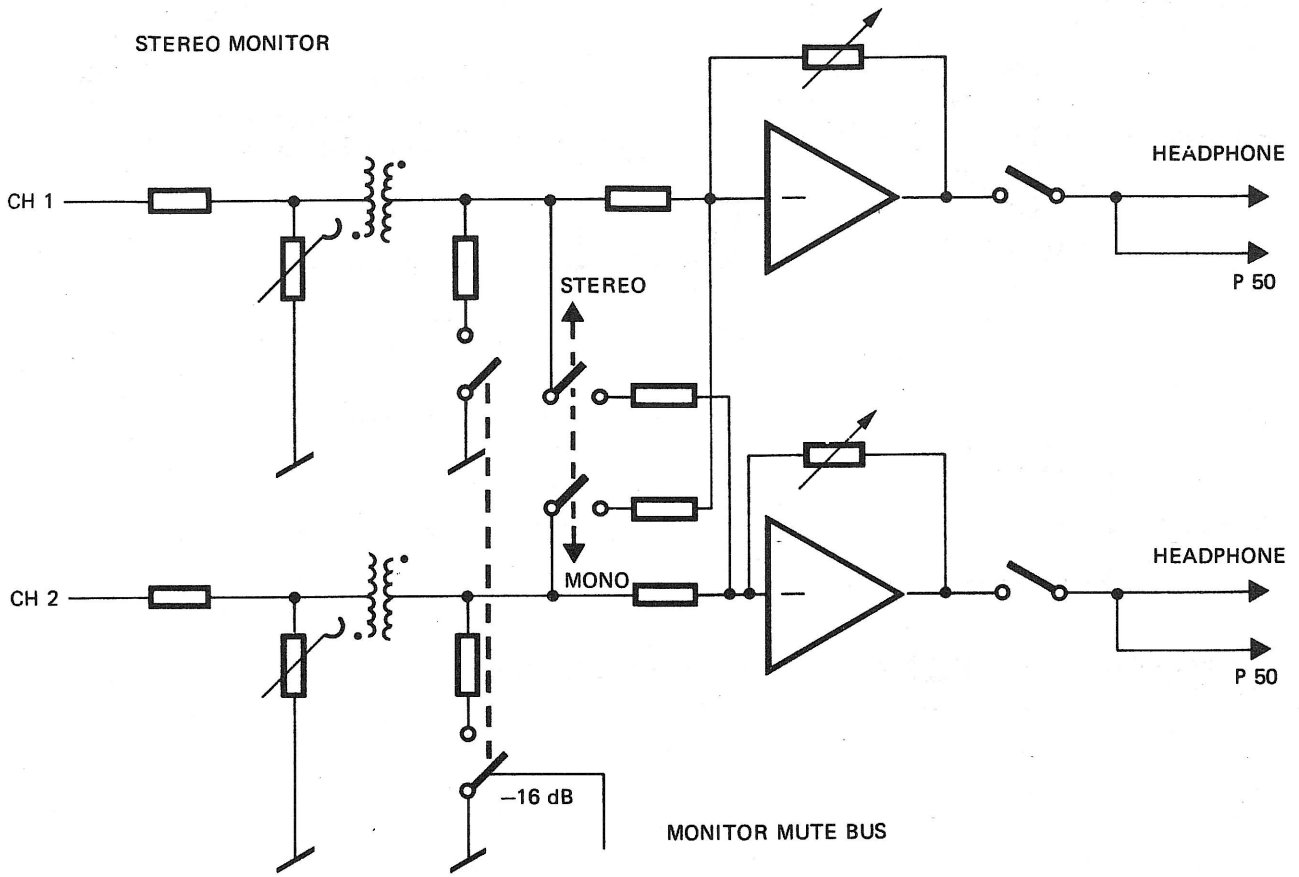 STEREO MONITOR
HEADPHONE
CH 1
P 50
STEREO
MONO
HEADPHONE
CH 2
P 50
−16 dB
MONITOR MUTE BUS